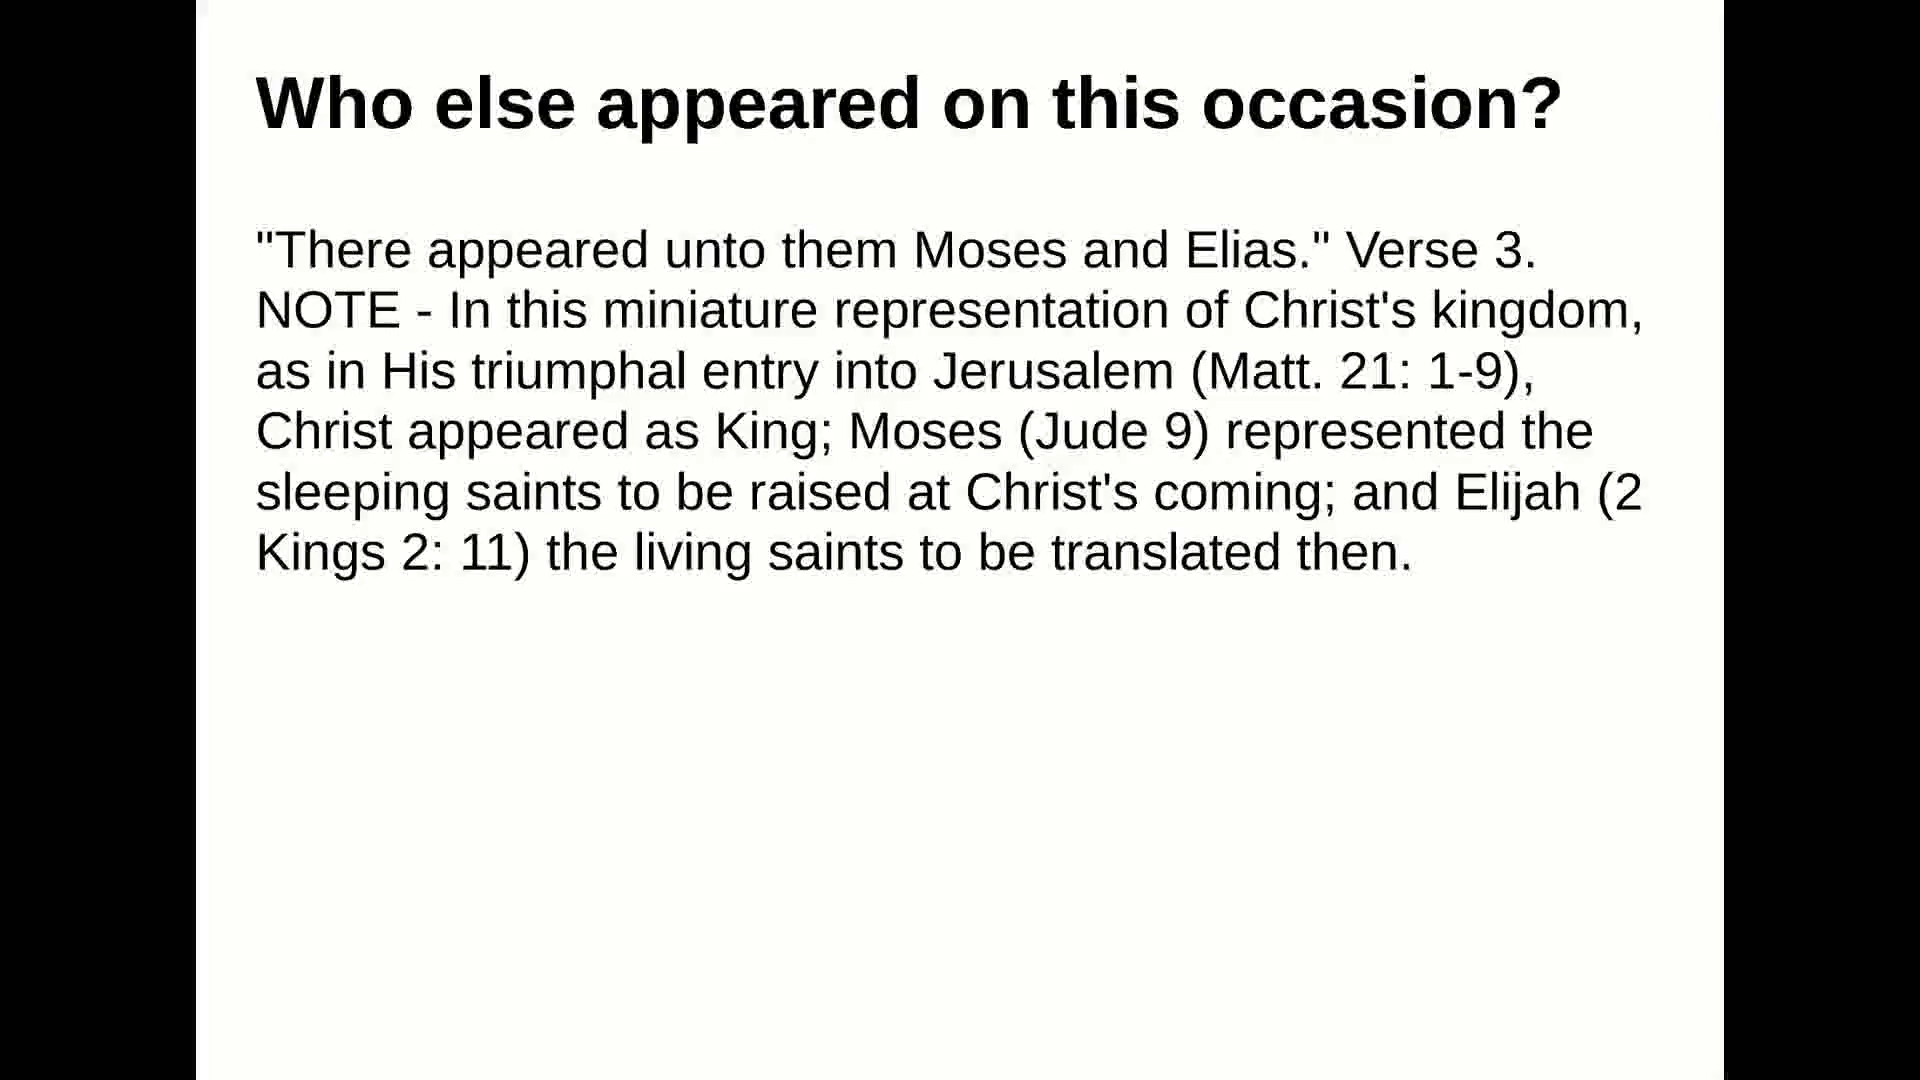 Who else appeared on this occasion?
"There appeared unto them Moses and Elias." Verse 3.
NOTE - In this miniature representation of Christ's kingdom,
as in His triumphal entry into Jerusalem (Matt. 21: 1-9),
Christ appeared as King; Moses (Jude 9) represented the
sleeping saints to be raised at Christ's coming; and Elijah (2
Kings 2: 11) the living saints to be translated then.